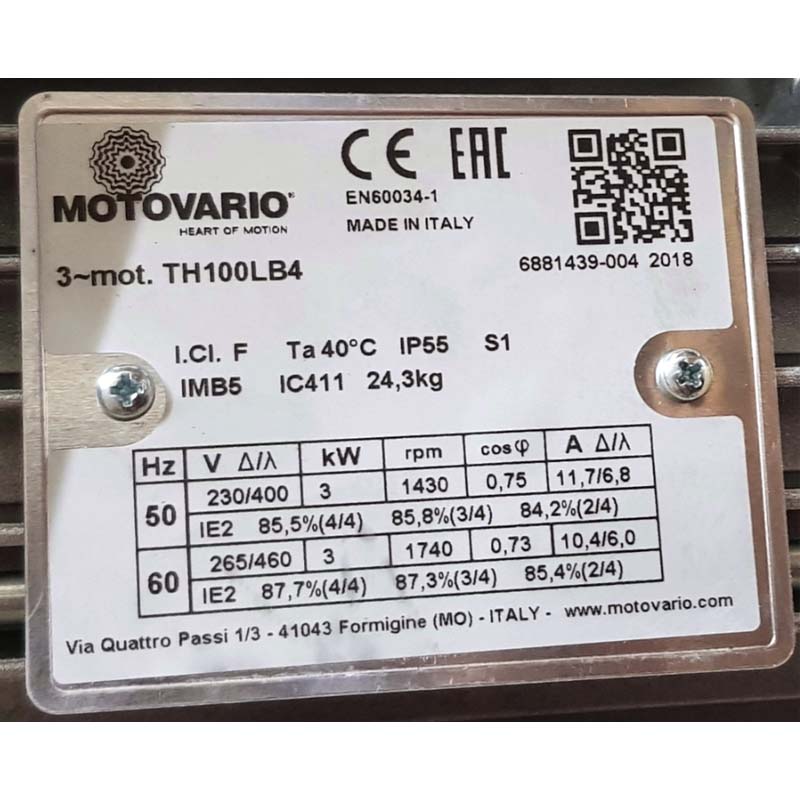 MOTOVARIO®
HEART OF MOTION
CE EAC
EN60034-1
MADE IN ITALY
6881439-004 2018
3~mot. TH100LB4
I.Cl. F Ta 40°C IP55 S1
IMB5 IC411 24,3kg
Hz V Δ/λ kW rpm cosφ A Δ/λ
50 230/400 3 1430 0,75 11,7/6,8
IE2 85,5%(4/4) 85,8%(3/4) 84,2%(2/4)
60 265/460 3 1740 0,73 10,4/6,0
IE2 87,7%(4/4) 87,3%(3/4) 85,4%(2/4)
Via Quattro Passi 1/3 - 41043 Formigine (MO) - ITALY - www.motovario.com